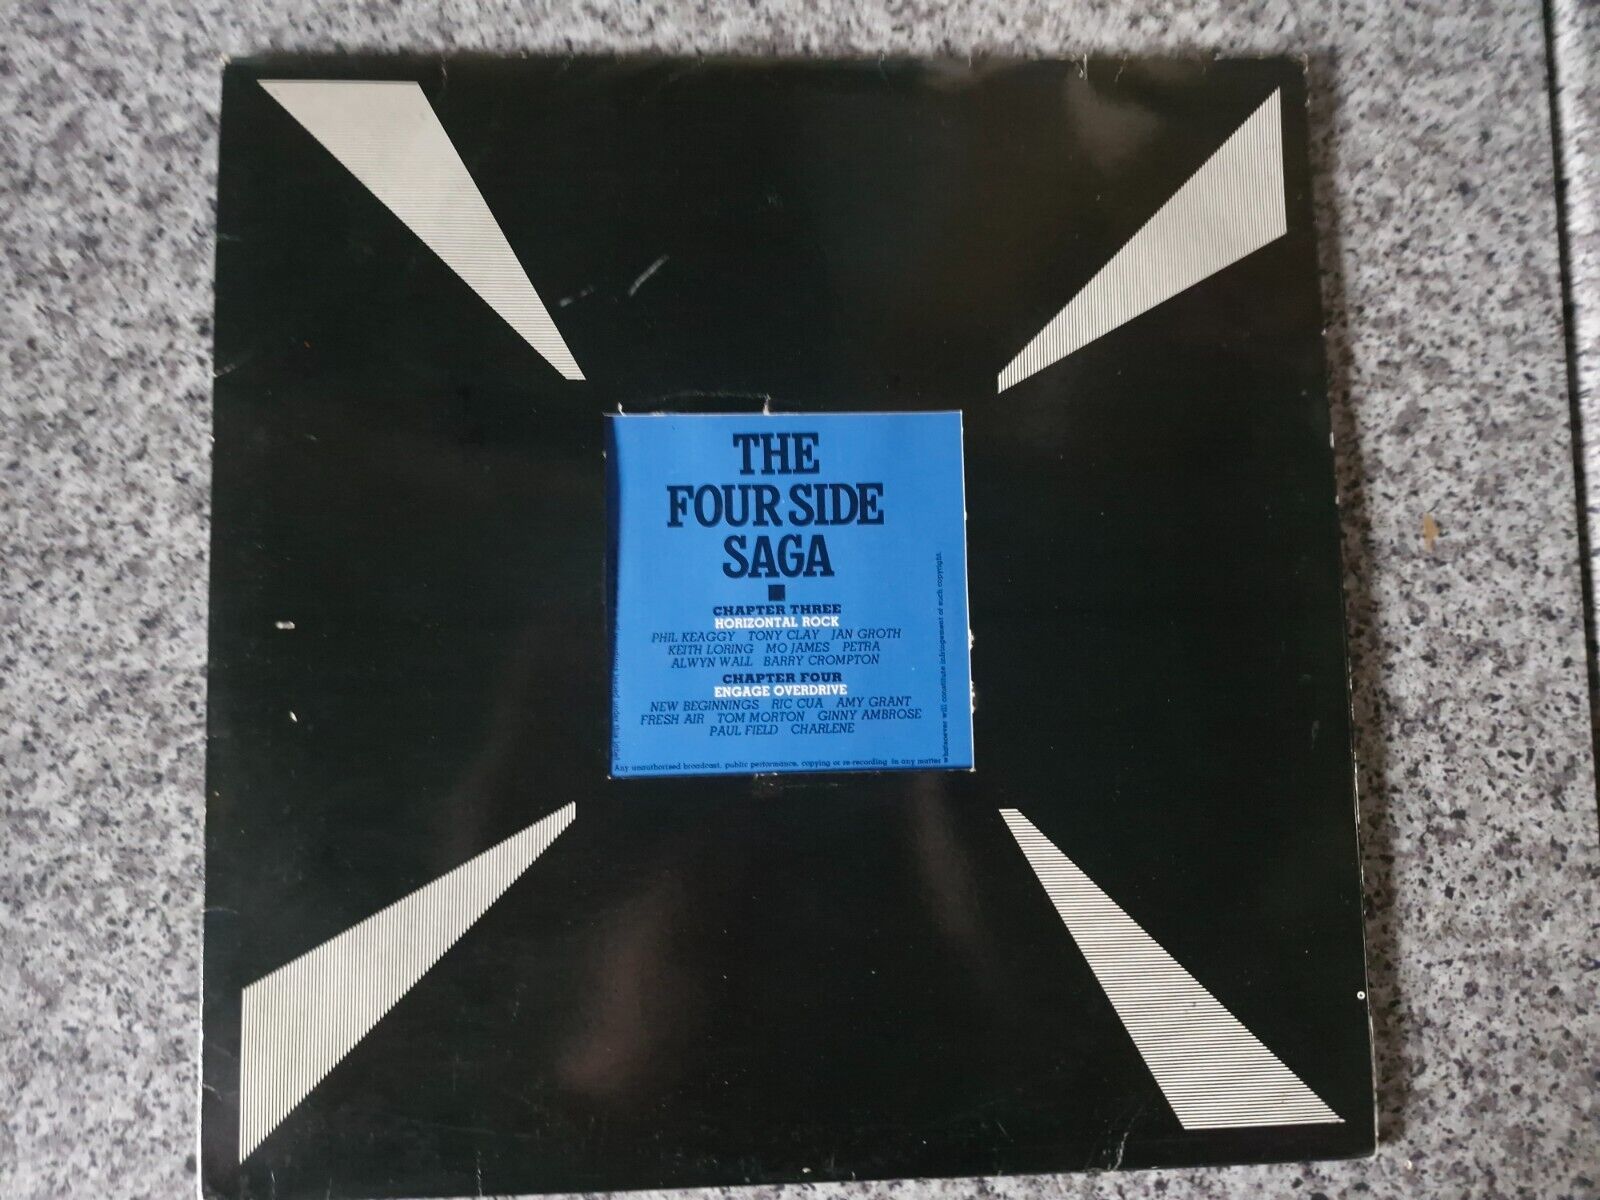 THE
FOUR SIDE
SAGA
CHAPTER THREE
HORIZONTAL ROCK
PHIL KEAGGY TONY CLAY JAN GROTH
KEITH LORING MO JAMES PETRA
ALWYN WALL BARRY CROMPTON
CHAPTER FOUR
ENGAGE OVERDRIVE
NEW BEGINNINGS RIC CUA AMY GRANT
FRESH AIR TOM MORTON GINNY AMBROSE
PAUL FIELD CHARLENE
Any unauthorised broadcast, public performance, copying or re-recording in any matter
whatsoever will constitute infringement of such copyright.